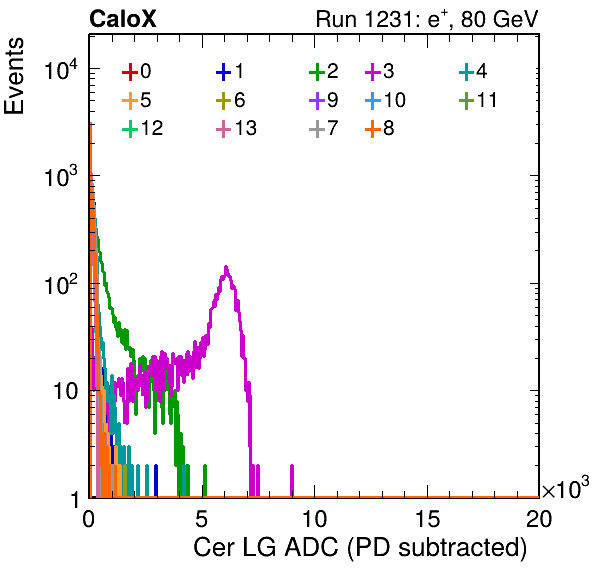 CaloX Run 1231: e⁺, 80 GeV
Events
10⁴
10³
10²
10
1
0 1 2 3 4
5 6 9 10 11
12 13 7 8
0 5 10 15 20
×10³
Cer LG ADC (PD subtracted)